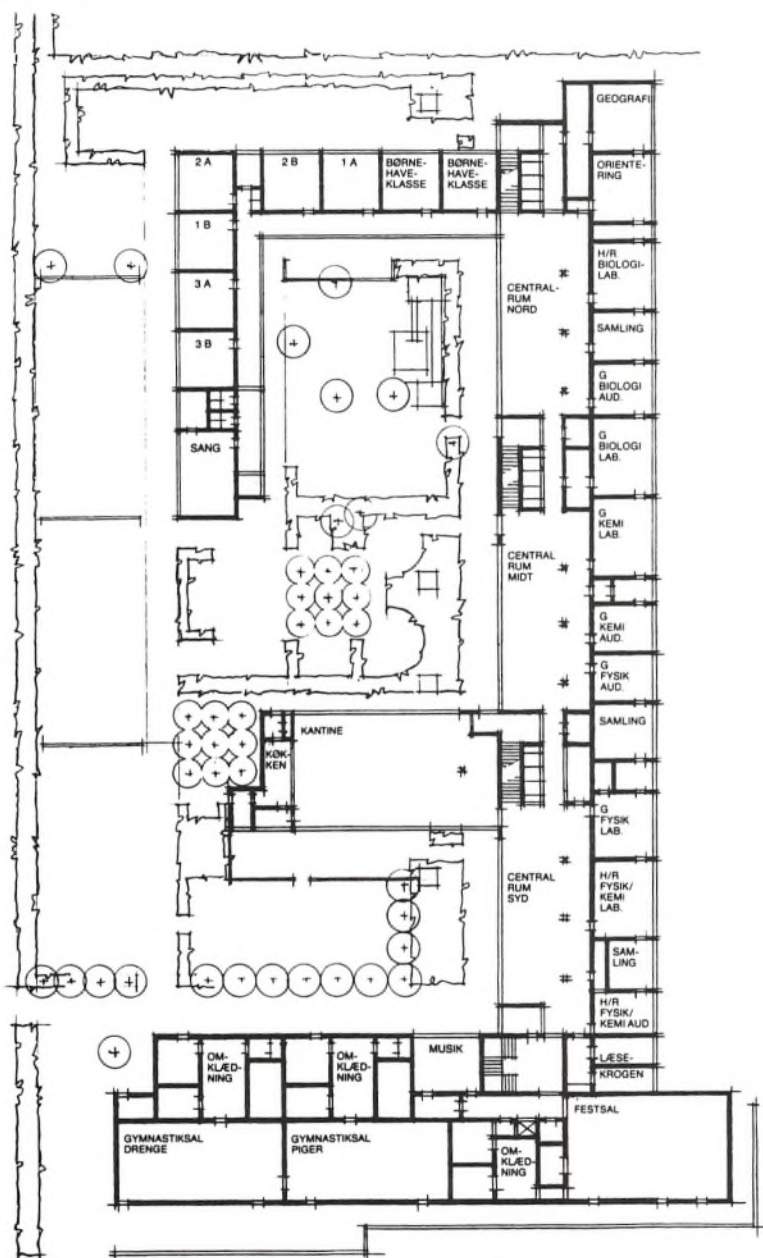 GEOGRAFI
2 A
2 B
1 A
BØRNE-
HAVE-
KLASSE
BØRNE-
HAVE-
KLASSE
ORIENTE-
RING
1 B
H/R
BIOLOGI-
LAB.
3 A
CENTRAL-
RUM
NORD
SAMLING
3 B
G
BIOLOGI
AUD.
SANG
G
BIOLOGI
LAB.
G
KEMI
LAB.
CENTRAL
RUM
MIDT
G
KEMI
AUD.
G
FYSIK
AUD.
SAMLING
KANTINE
KØK-
KEN
G
FYSIK
LAB.
CENTRAL
RUM
SYD
H/R
FYSIK/
KEMI
LAB.
SAM-
LING
H/R
FYSIK/
KEMI AUD
OM-
KLÆD-
NING
OM-
KLÆD-
NING
MUSIK
LÆSE-
KROGEN
FESTSAL
GYMNASTIKSAL
DRENGE
GYMNASTIKSAL
PIGER
OM-
KLÆD-
NING